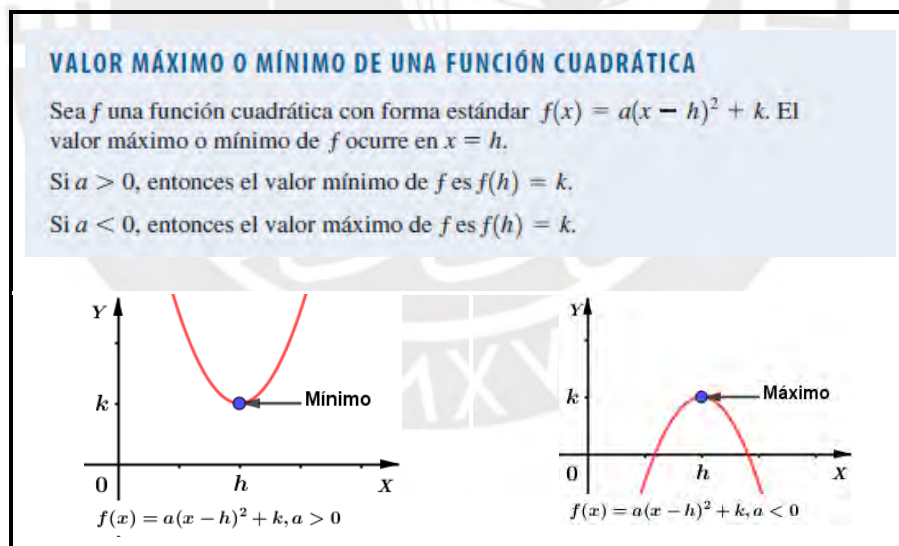 VALOR MÁXIMO O MÍNIMO DE UNA FUNCIÓN CUADRÁTICA
Sea f una función cuadrática con forma estándar f(x) = a(x − h)² + k. El
valor máximo o mínimo de f ocurre en x = h.
Si a > 0, entonces el valor mínimo de f es f(h) = k.
Si a < 0, entonces el valor máximo de f es f(h) = k.
Y
k
Mínimo
0
h
X
f(x) = a(x − h)² + k, a > 0
Y
k
Máximo
0
h
X
f(x) = a(x − h)² + k, a < 0
MXV